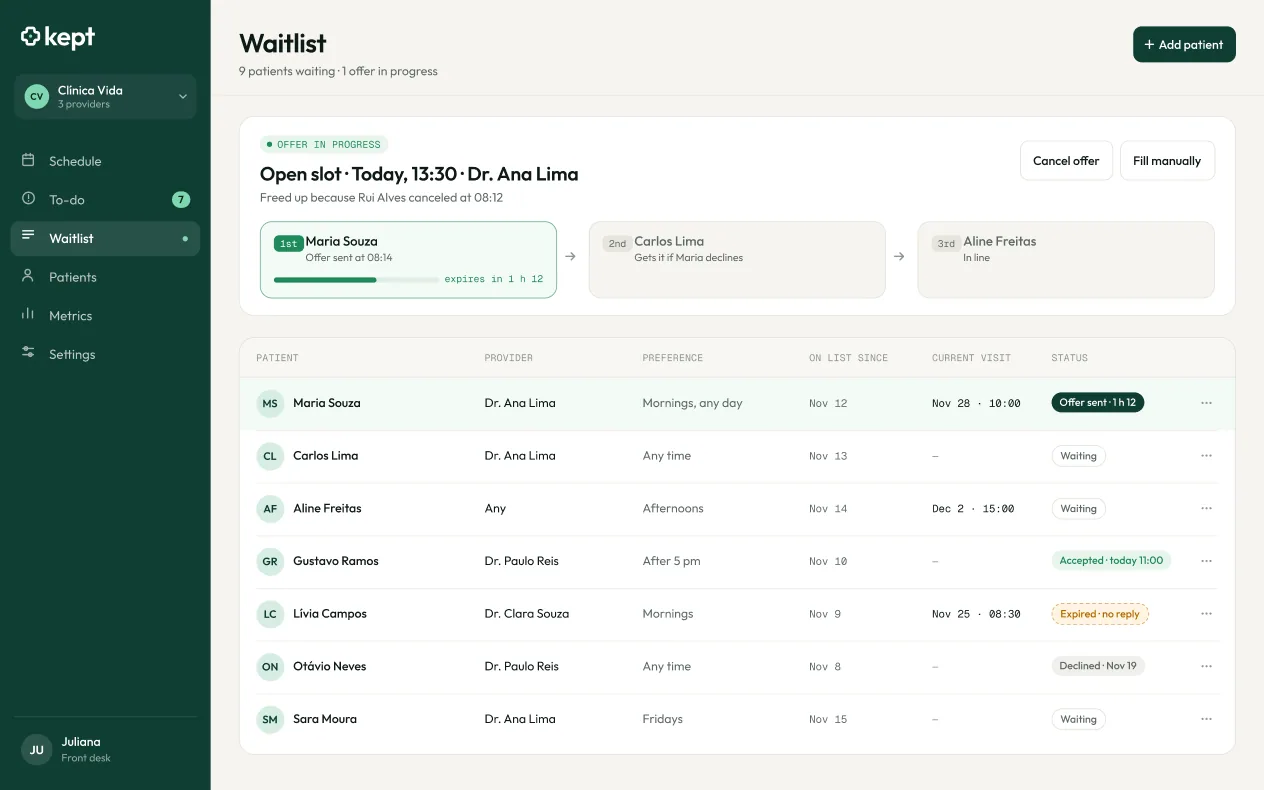 kept
CV
Clínica Vida
3 providers
Schedule
To-do
7
Waitlist
Patients
Metrics
Settings
JU
Juliana
Front desk
Waitlist
9 patients waiting · 1 offer in progress
+ Add patient
OFFER IN PROGRESS
Open slot · Today, 13:30 · Dr. Ana Lima
Freed up because Rui Alves canceled at 08:12
Cancel offer
Fill manually
1st Maria Souza
Offer sent at 08:14
expires in 1 h 12
→
2nd Carlos Lima
Gets it if Maria declines
→
3rd Aline Freitas
In line
PATIENT PROVIDER PREFERENCE ON LIST SINCE CURRENT VISIT STATUS
MS Maria Souza Dr. Ana Lima Mornings, any day Nov 12 Nov 28 · 10:00 Offer sent · 1 h 12 ···
CL Carlos Lima Dr. Ana Lima Any time Nov 13 – Waiting ···
AF Aline Freitas Any Afternoons Nov 14 Dec 2 · 15:00 Waiting ···
GR Gustavo Ramos Dr. Paulo Reis After 5 pm Nov 10 – Accepted · today 11:00 ···
LC Lívia Campos Dr. Clara Souza Mornings Nov 9 Nov 25 · 08:30 Expired · no reply ···
ON Otávio Neves Dr. Paulo Reis Any time Nov 8 – Declined · Nov 19 ···
SM Sara Moura Dr. Ana Lima Fridays Nov 15 – Waiting ···